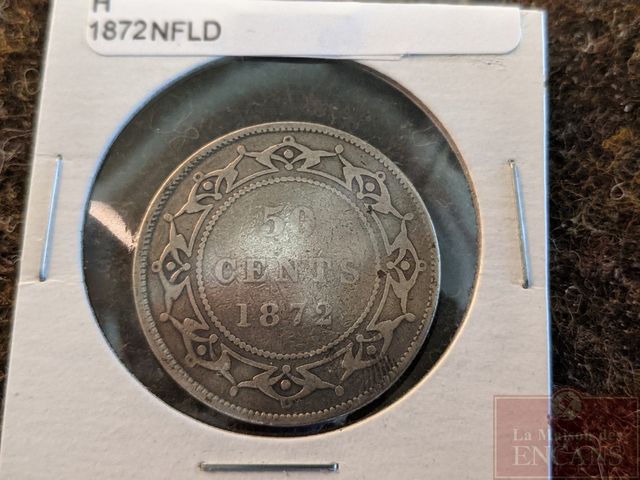 H
1872NFLD
50
CENTS
1872
La Maison des
ENCANS